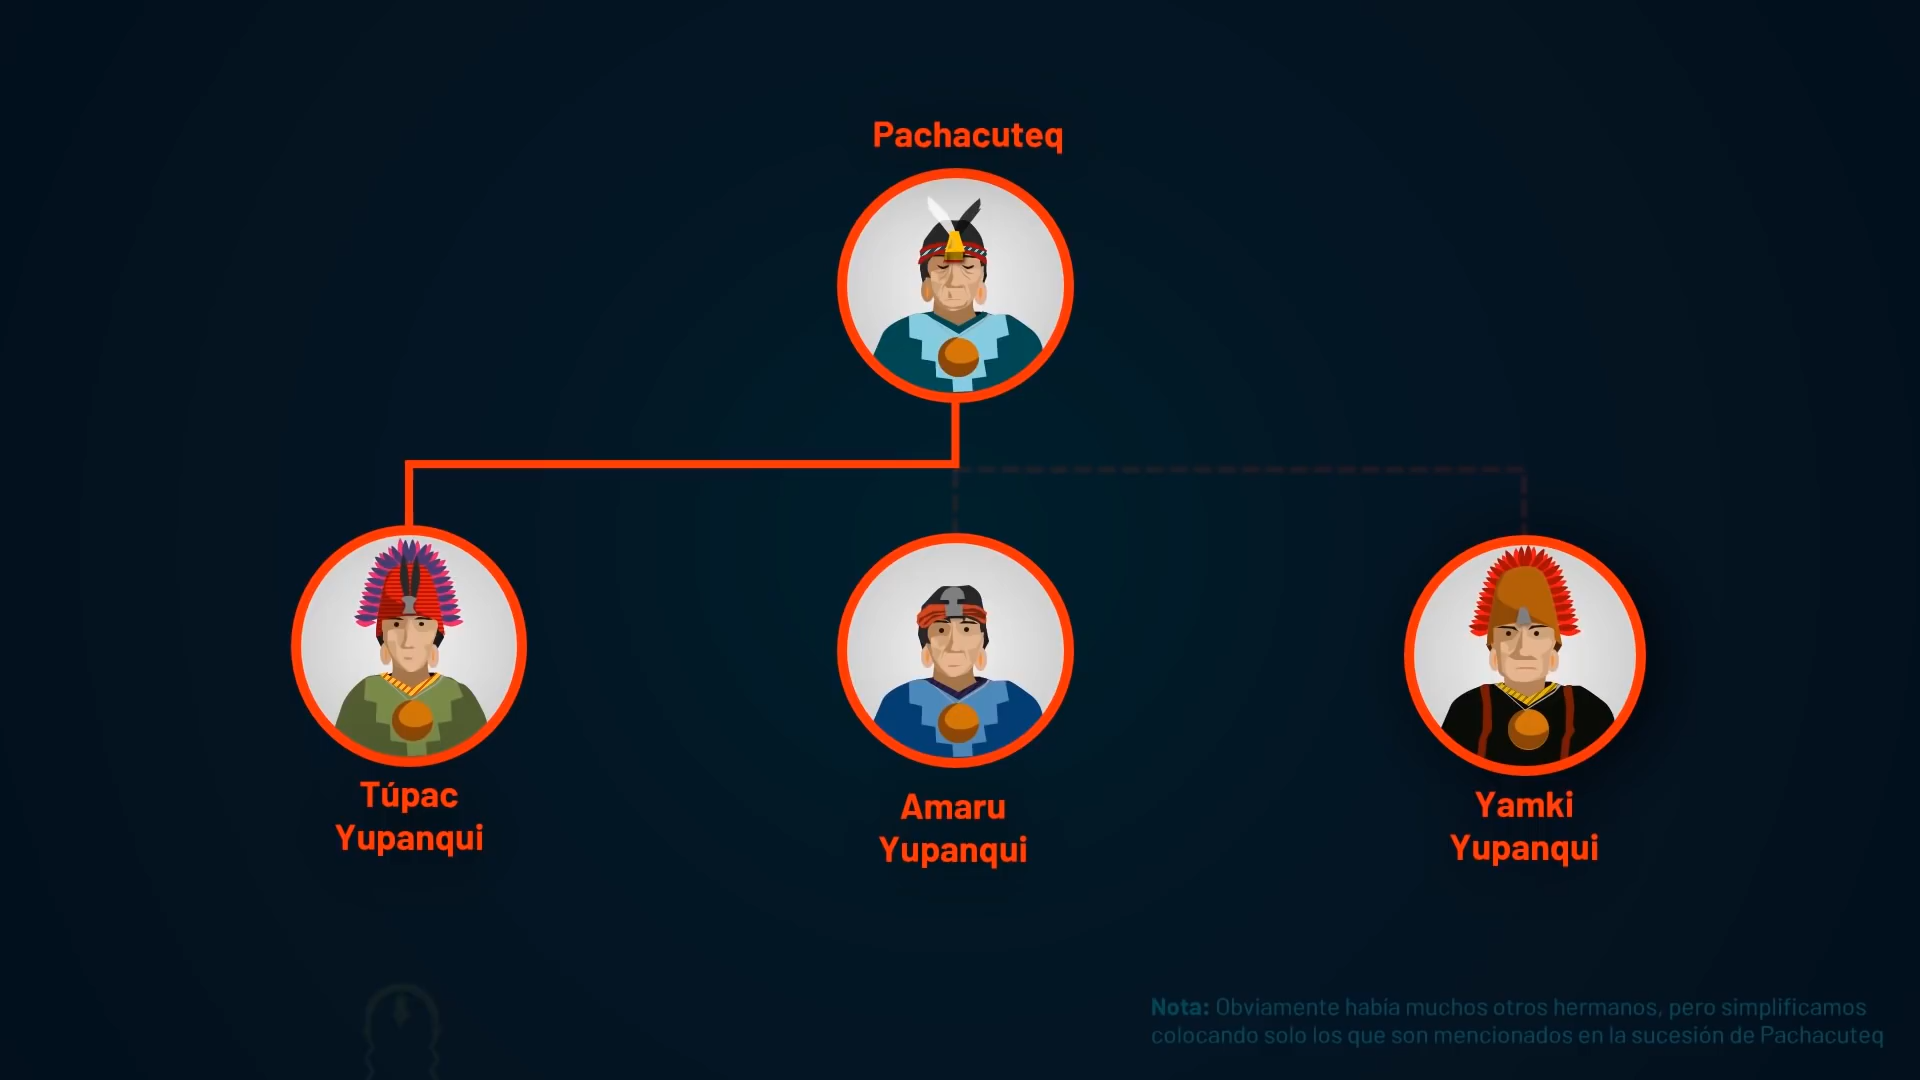 Pachacuteq
Túpac
Yupanqui
Amaru
Yupanqui
Yamki
Yupanqui
Nota: Obviamente había muchos otros hermanos, pero simplificamos
colocando solo los que son mencionados en la sucesión de Pachacuteq